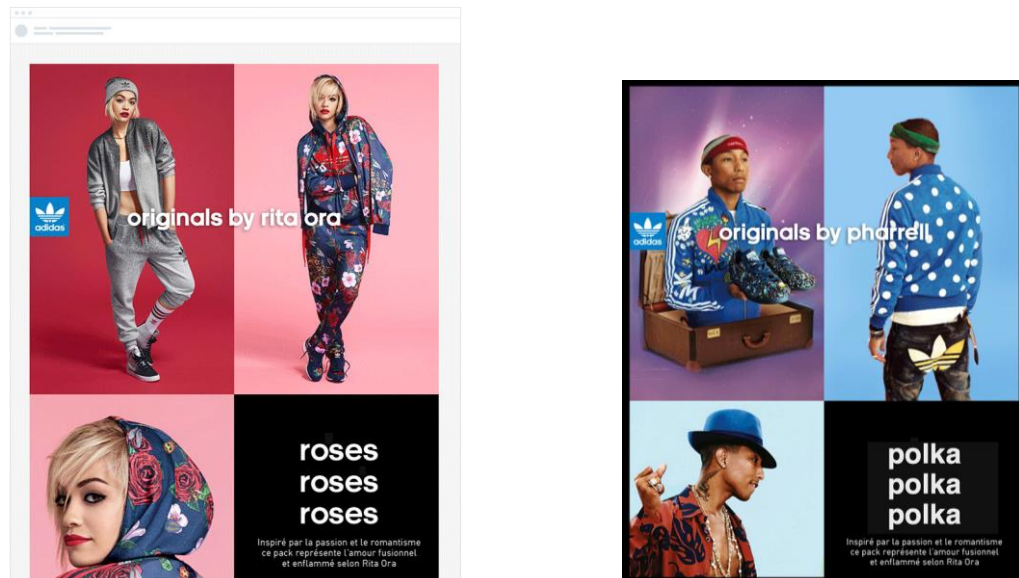 adidas
originals by rita ora
roses
roses
roses
Inspiré par la passion et le romantisme
ce pack représente l'amour fusionnel
et enflammé selon Rita Ora
adidas
originals by pharrell
polka
polka
polka
Inspiré par la passion et le romantisme
ce pack représente l'amour fusionnel
et enflammé selon Rita Ora